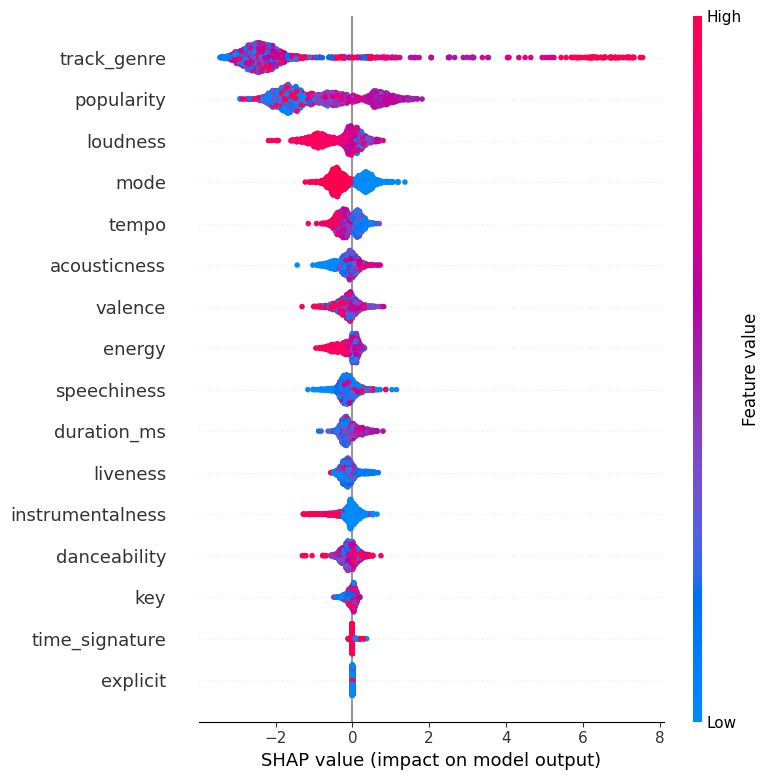 High
track_genre
popularity
loudness
mode
tempo
acousticness
valence
energy
speechiness
duration_ms
liveness
instrumentalness
danceability
key
time_signature
explicit
Feature value
Low
−2 0 2 4 6 8
SHAP value (impact on model output)